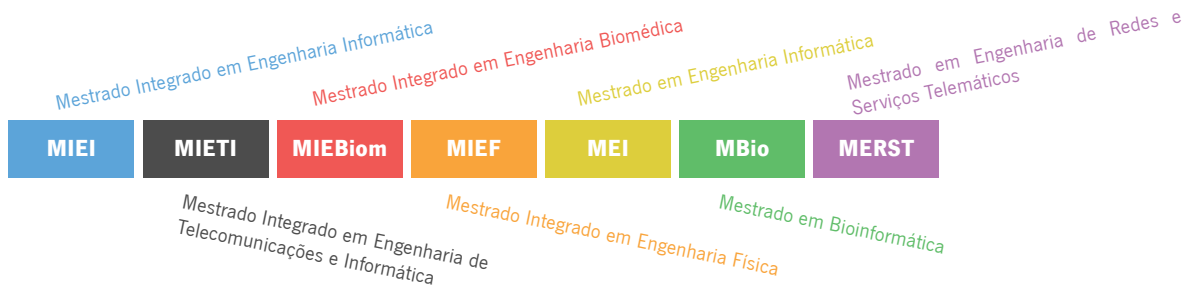 Mestrado Integrado em Engenharia Informática
Mestrado Integrado em Engenharia Biomédica
Mestrado em Engenharia Informática
Mestrado em Engenharia de Redes e
Serviços Telemáticos
MIEI
MIETI
MIEBiom
MIEF
MEI
MBio
MERST
Mestrado Integrado em Engenharia de
Telecomunicações e Informática
Mestrado Integrado em Engenharia Física
Mestrado em Bioinformática